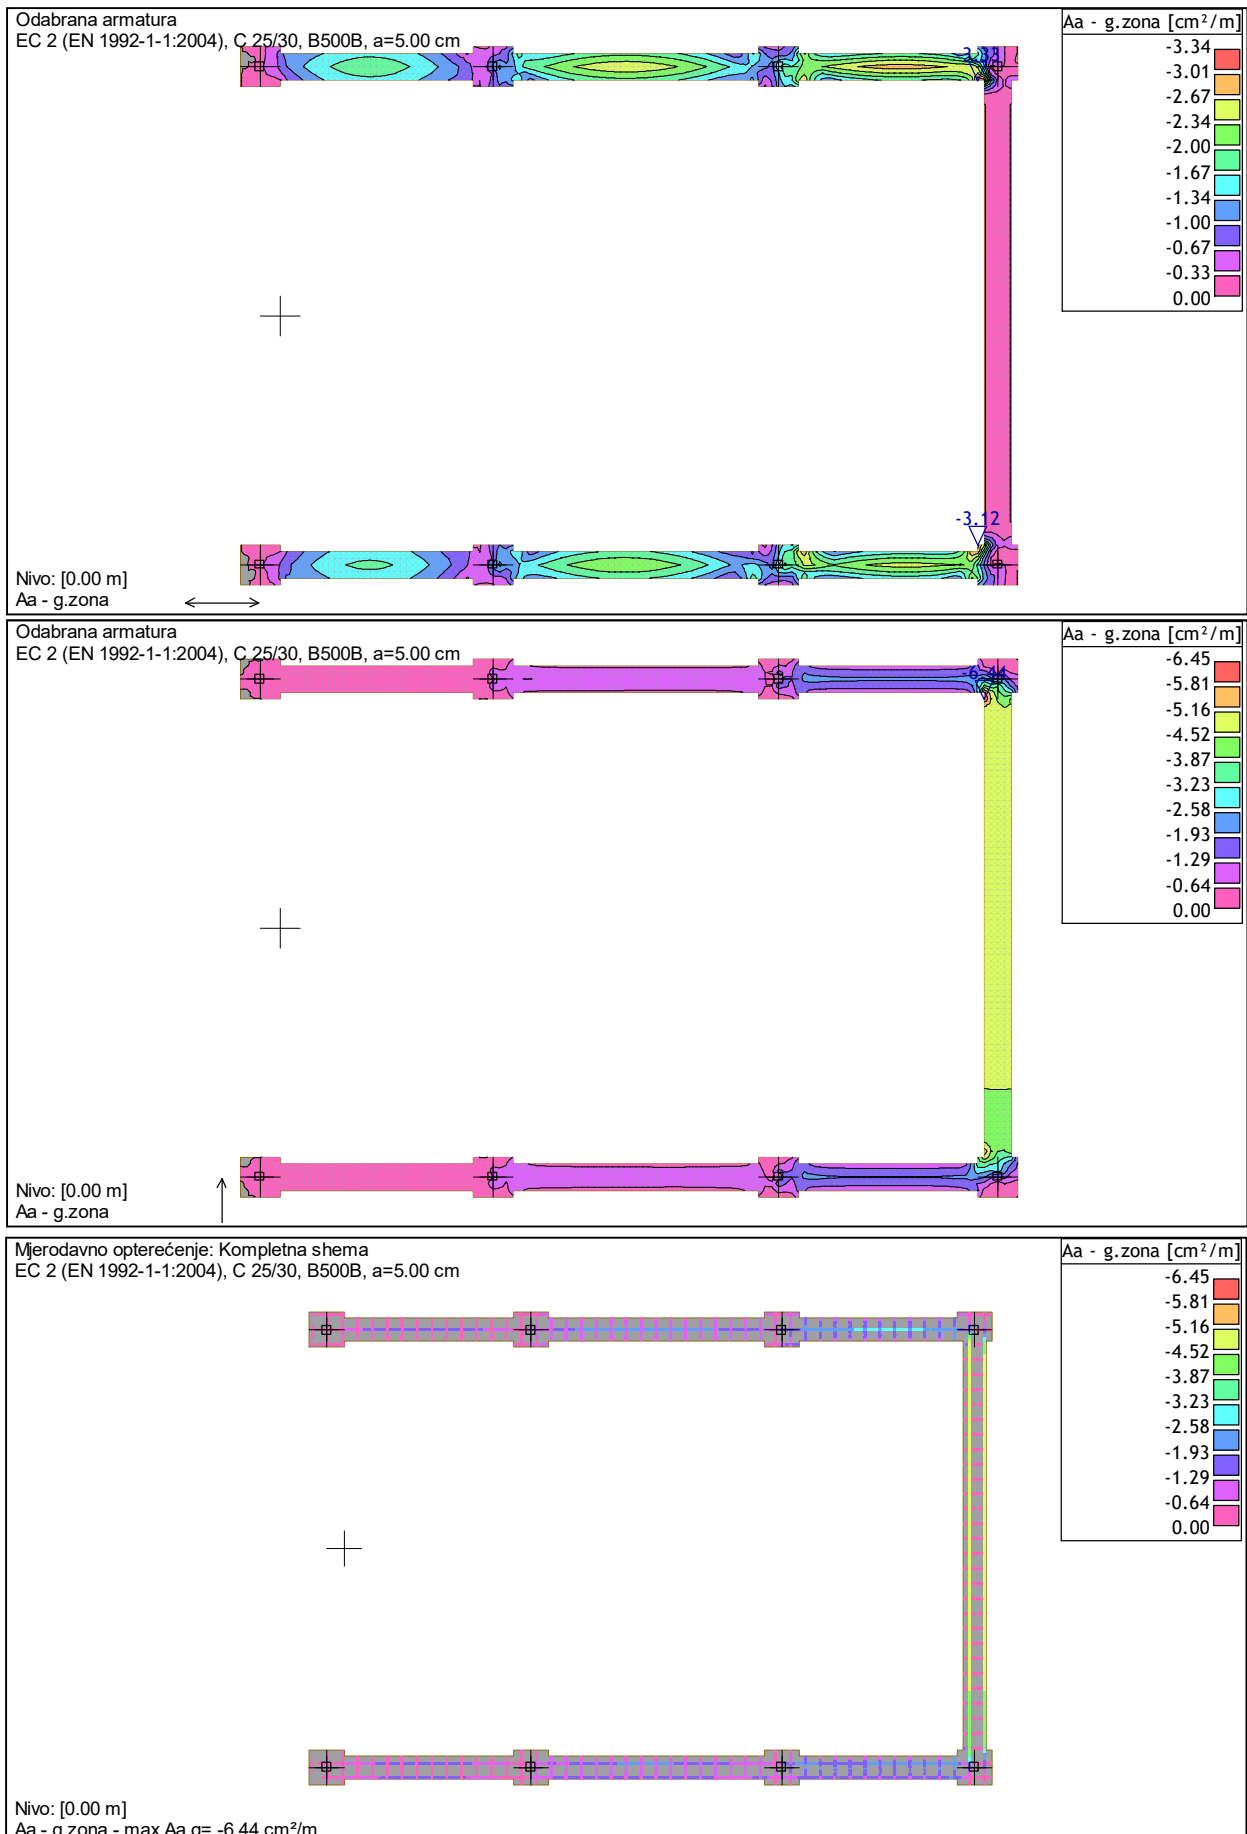 Odabrana armatura
EC 2 (EN 1992-1-1:2004), C 25/30, B500B, a=5.00 cm
Aa - g.zona [cm²/m]
-3.34
-3.01
-2.67
-2.34
-2.00
-1.67
-1.34
-1.00
-0.67
-0.33
0.00
-3.33
-3.12
Nivo: [0.00 m]
Aa - g.zona
Odabrana armatura
EC 2 (EN 1992-1-1:2004), C 25/30, B500B, a=5.00 cm
Aa - g.zona [cm²/m]
-6.45
-5.81
-5.16
-4.52
-3.87
-3.23
-2.58
-1.93
-1.29
-0.64
0.00
-6.44
Nivo: [0.00 m]
Aa - g.zona
Mjerodavno opterećenje: Kompletna shema
EC 2 (EN 1992-1-1:2004), C 25/30, B500B, a=5.00 cm
Aa - g.zona [cm²/m]
-6.45
-5.81
-5.16
-4.52
-3.87
-3.23
-2.58
-1.93
-1.29
-0.64
0.00
Nivo: [0.00 m]
Aa - g.zona - max Aa,g= -6.44 cm²/m